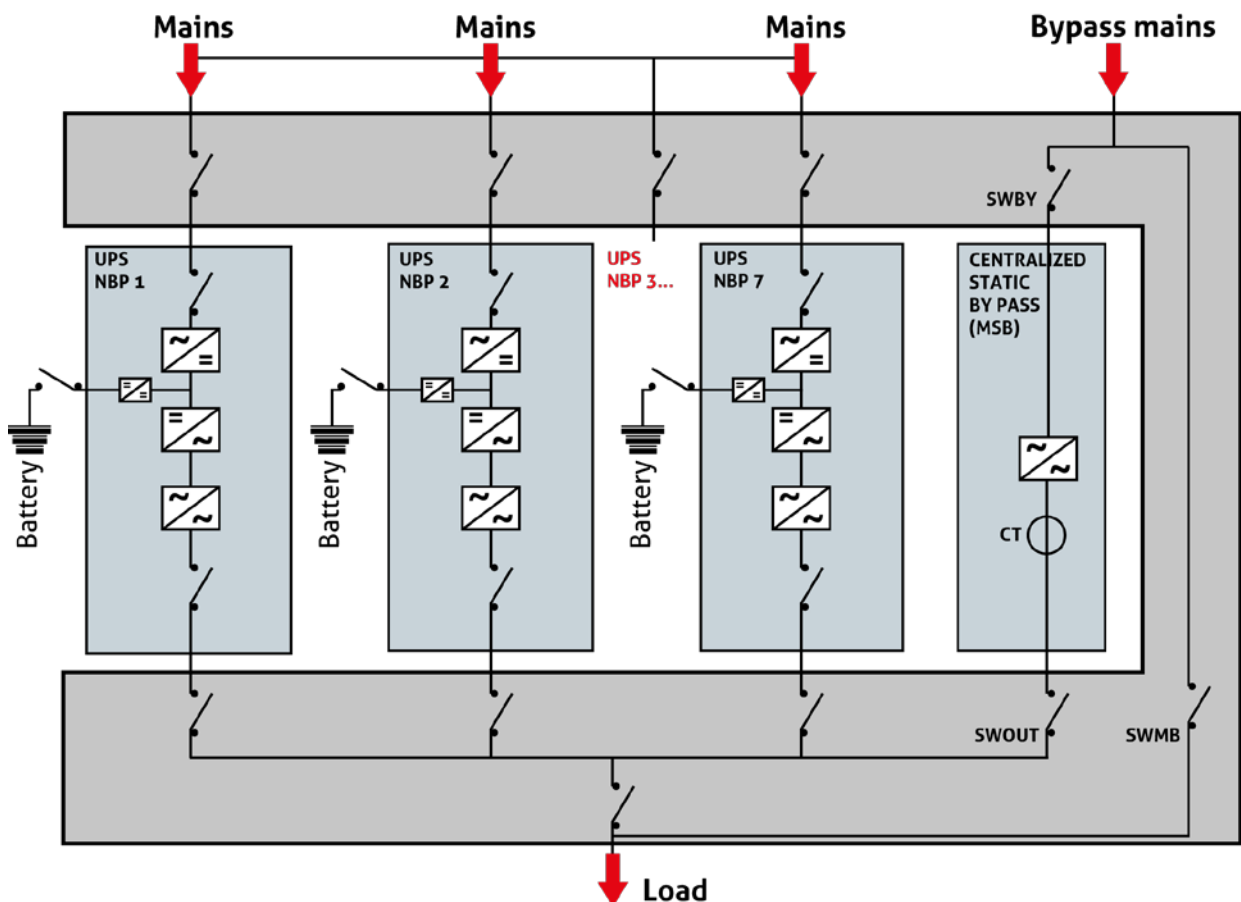 Mains
Mains
Mains
Bypass mains
SWBY
UPS
NBP 1
UPS
NBP 2
UPS
NBP 3...
UPS
NBP 7
CENTRALIZED
STATIC
BY PASS
(MSB)
Battery
Battery
Battery
CT
SWOUT
SWMB
Load